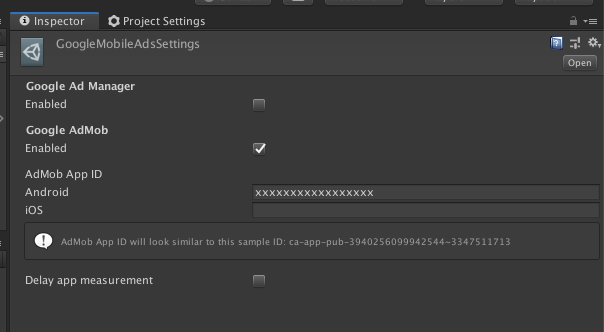 Inspector
Project Settings
GoogleMobileAdsSettings
Open
Google Ad Manager
Enabled
Google AdMob
Enabled
AdMob App ID
Android xxxxxxxxxxxxxxxxx
iOS
AdMob App ID will look similar to this sample ID: ca-app-pub-3940256099942544~3347511713
Delay app measurement